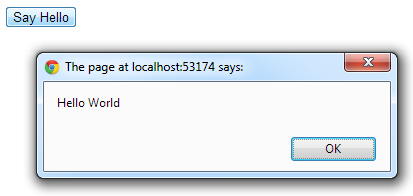 Say Hello
The page at localhost:53174 says:
Hello World
OK